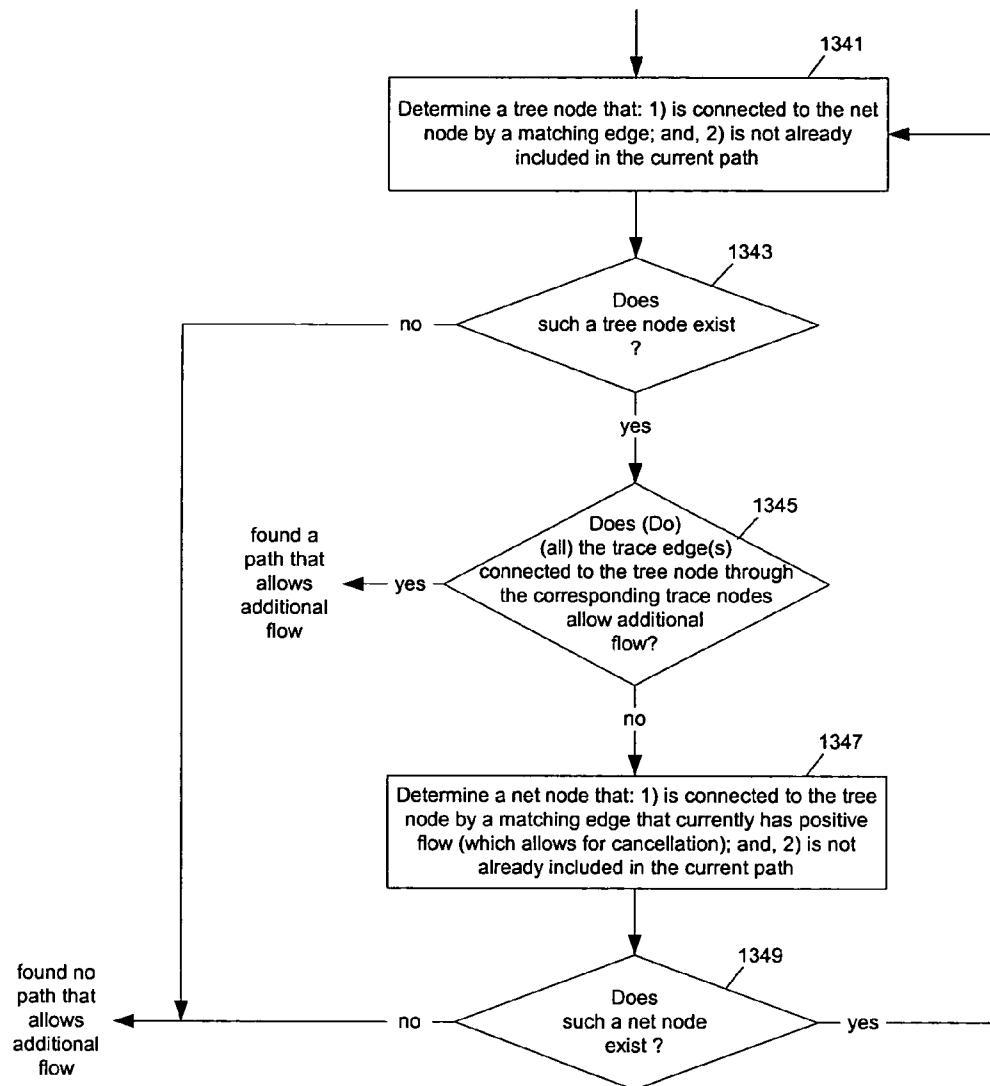 1341
Determine a tree node that: 1) is connected to the net
node by a matching edge; and, 2) is not already
included in the current path
1343
Does
such a tree node exist
?
no
yes
1345
Does (Do)
(all) the trace edge(s)
connected to the tree node through
the corresponding trace nodes
allow additional
flow?
yes
found a
path that
allows
additional
flow
no
1347
Determine a net node that: 1) is connected to the tree
node by a matching edge that currently has positive
flow (which allows for cancellation); and, 2) is not
already included in the current path
1349
Does
such a net node
exist ?
no
yes
found no
path that
allows
additional
flow